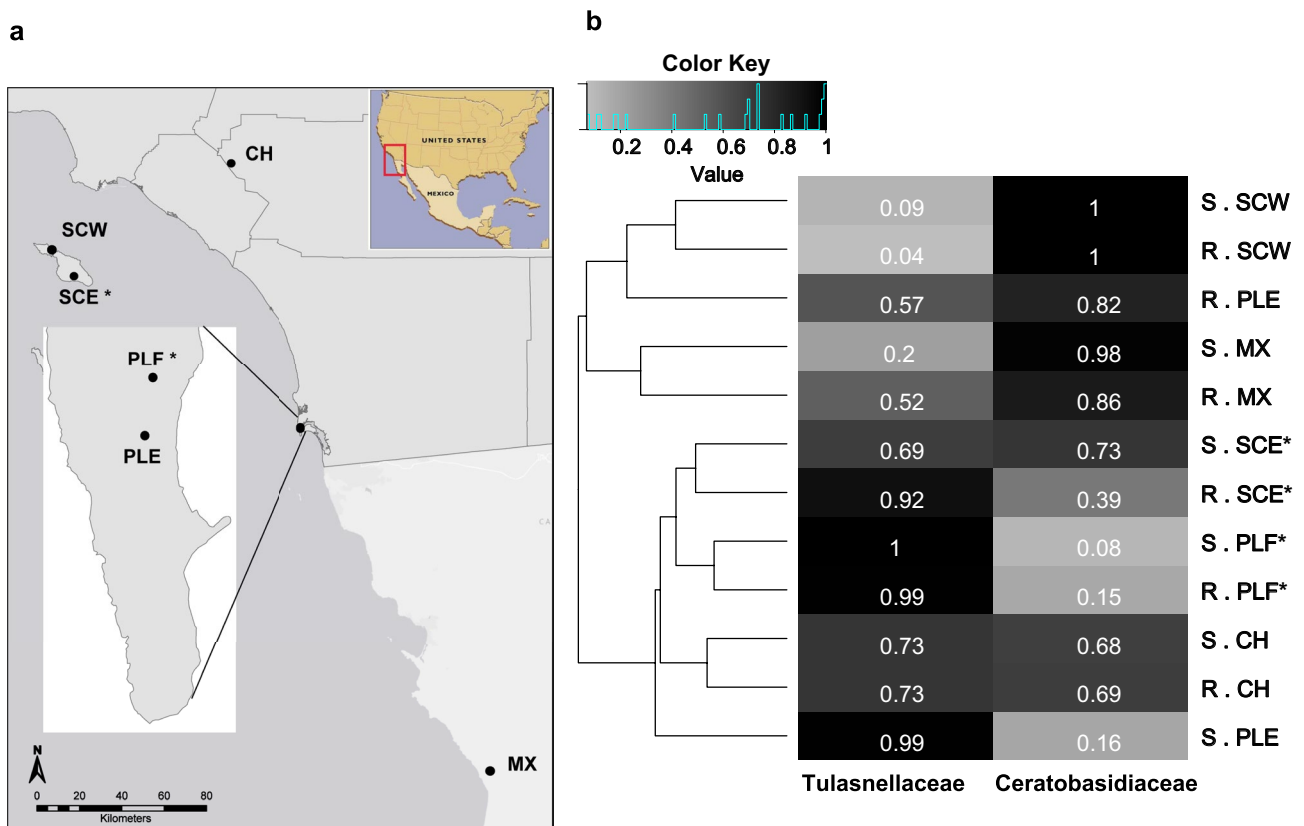 a
CH
UNITED STATES
MEXICO
SCW
SCE *
PLF *
PLE
MX
N
0 20 40 60 80
Kilometers
b
Color Key
0.2 0.4 0.6 0.8 1
Value
0.09 1 S . SCW
0.04 1 R . SCW
0.57 0.82 R . PLE
0.2 0.98 S . MX
0.52 0.86 R . MX
0.69 0.73 S . SCE*
0.92 0.39 R . SCE*
1 0.08 S . PLF*
0.99 0.15 R . PLF*
0.73 0.68 S . CH
0.73 0.69 R . CH
0.99 0.16 S . PLE
Tulasnellaceae Ceratobasidiaceae